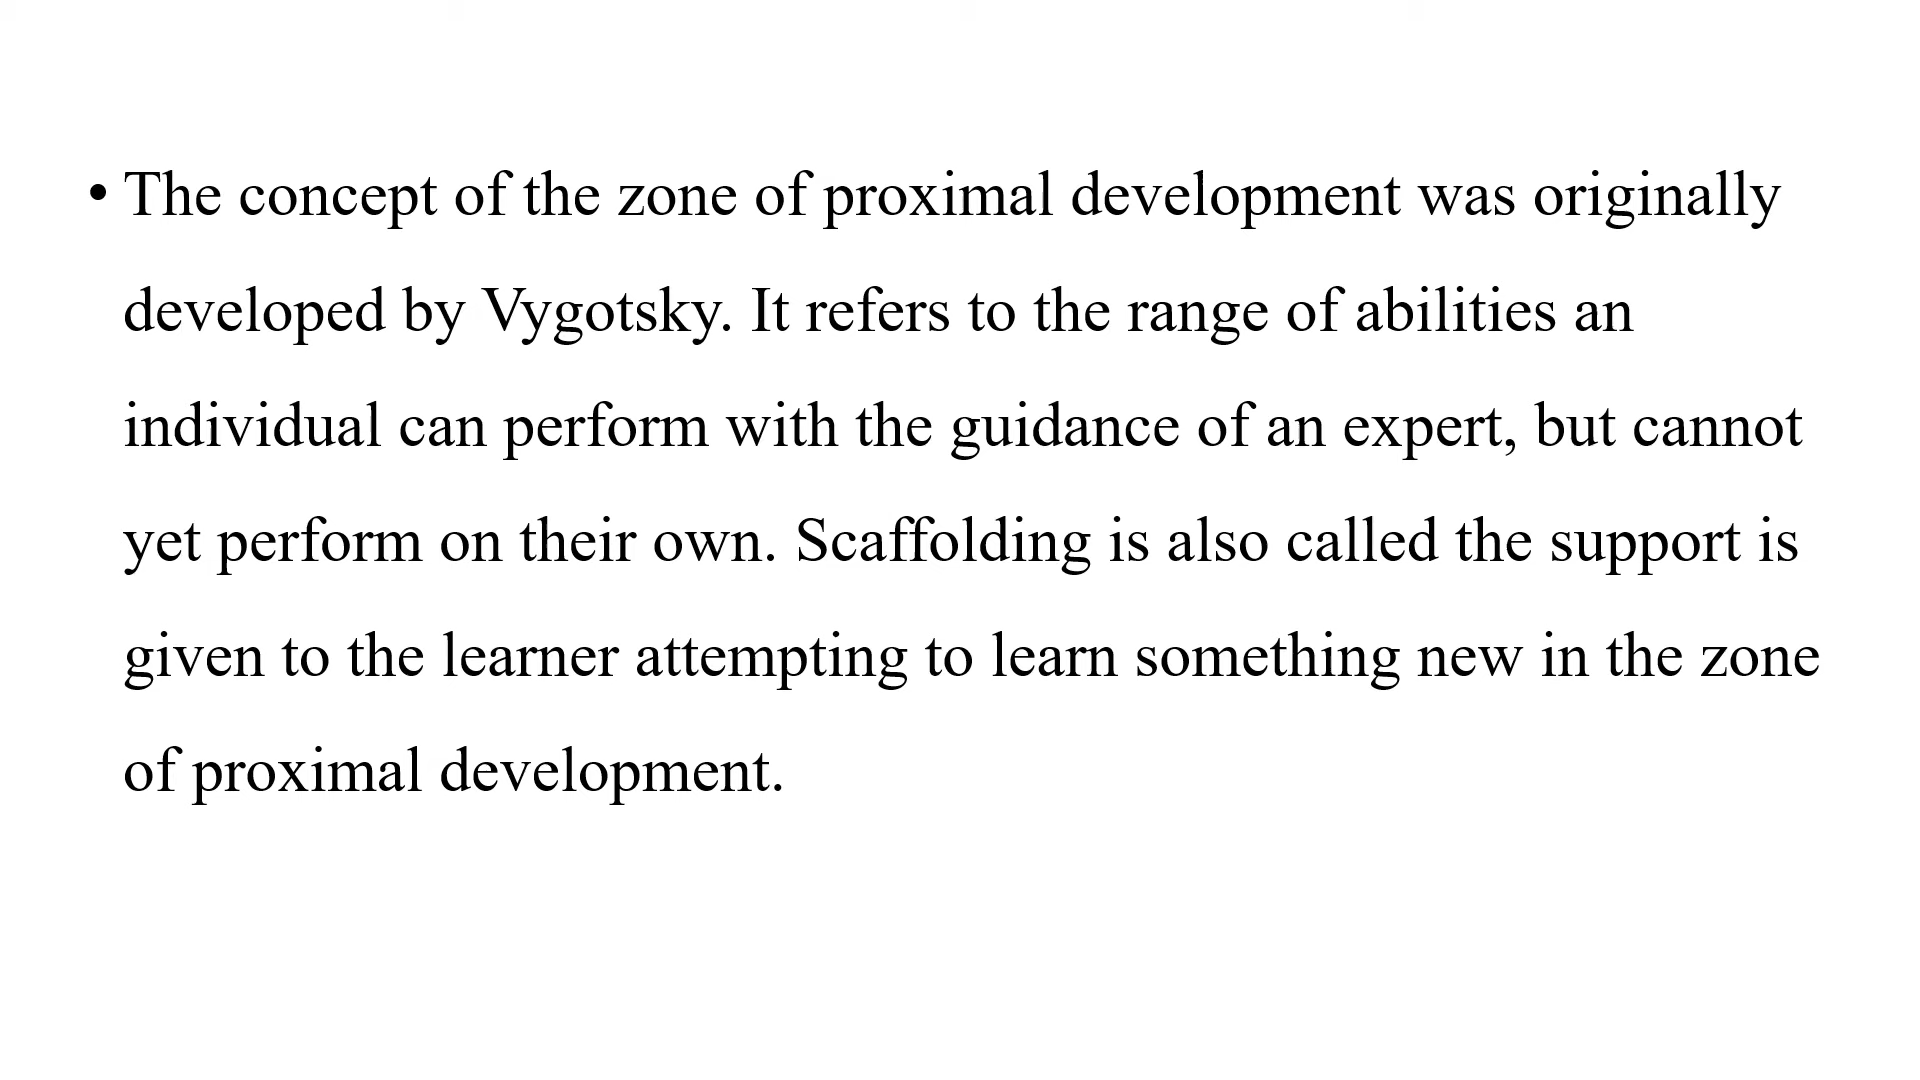 • The concept of the zone of proximal development was originally
developed by Vygotsky. It refers to the range of abilities an
individual can perform with the guidance of an expert, but cannot
yet perform on their own. Scaffolding is also called the support is
given to the learner attempting to learn something new in the zone
of proximal development.